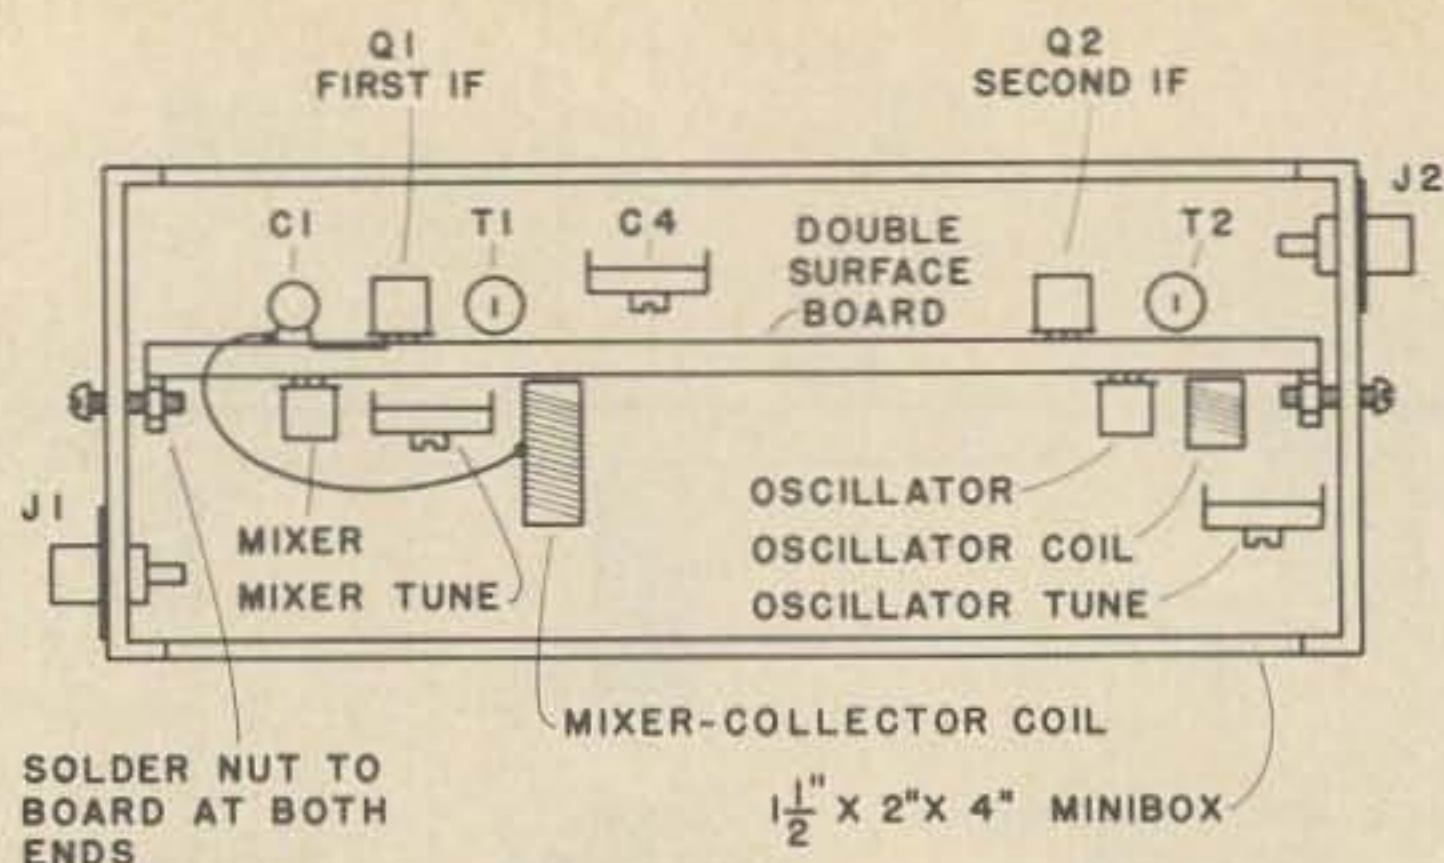 Q1
FIRST IF
Q2
SECOND IF
J2
C1
T1
C4
DOUBLE
SURFACE
BOARD
T2
J1
MIXER
MIXER TUNE
OSCILLATOR
OSCILLATOR COIL
OSCILLATOR TUNE
MIXER-COLLECTOR COIL
SOLDER NUT TO
BOARD AT BOTH
ENDS
1 1/2" X 2" X 4" MINIBOX